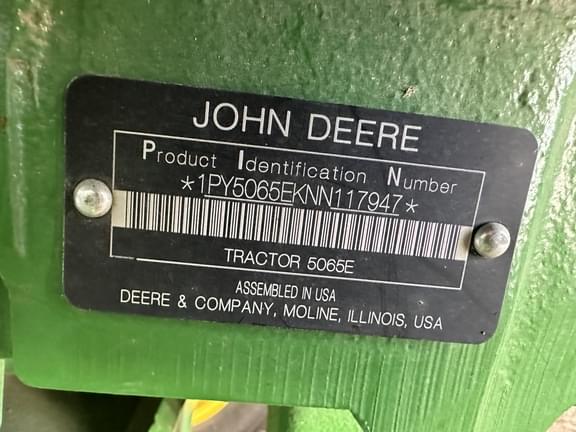 JOHN DEERE
Product Identification Number
*1PY5065EKNN117947*
TRACTOR 5065E
ASSEMBLED IN USA
DEERE & COMPANY, MOLINE, ILLINOIS, USA